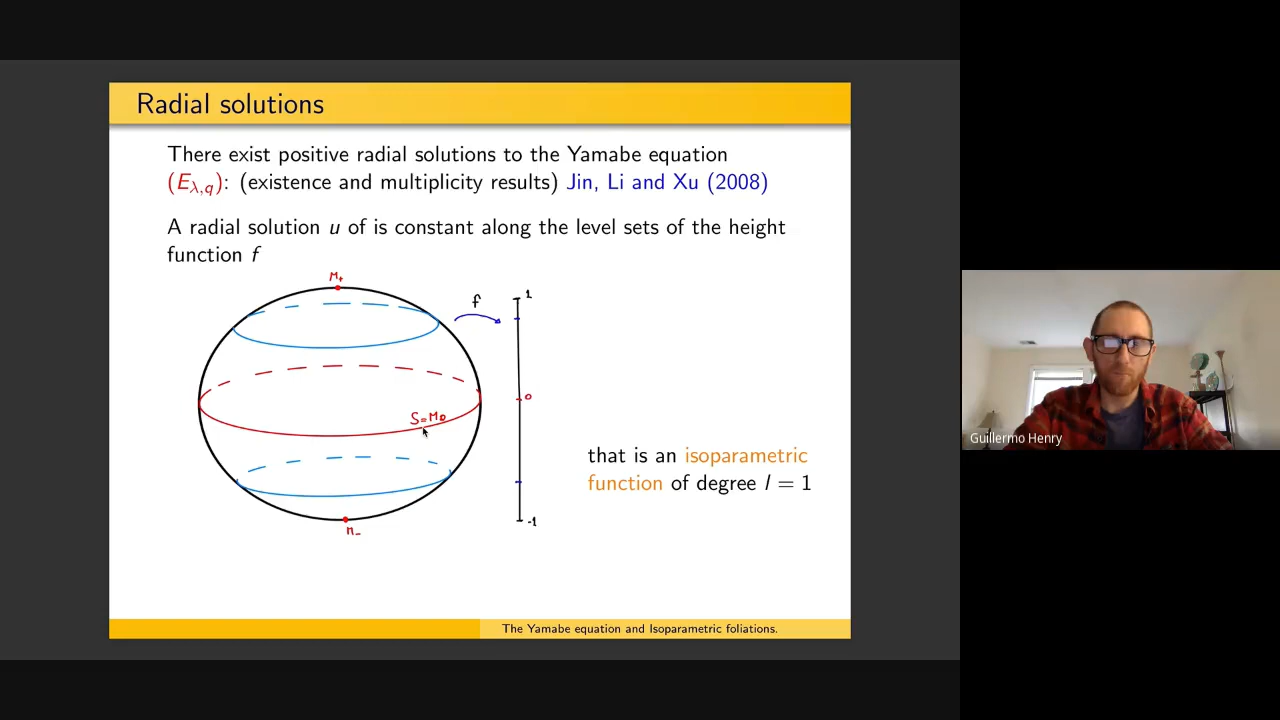 Radial solutions
There exist positive radial solutions to the Yamabe equation
(E_{λ,q}): (existence and multiplicity results) Jin, Li and Xu (2008)
A radial solution u of is constant along the level sets of the height
function f
M₊
f
1
0
S=M₀
-1
M₋
that is an isoparametric
function of degree l = 1
The Yamabe equation and Isoparametric foliations.
Guillermo Henry